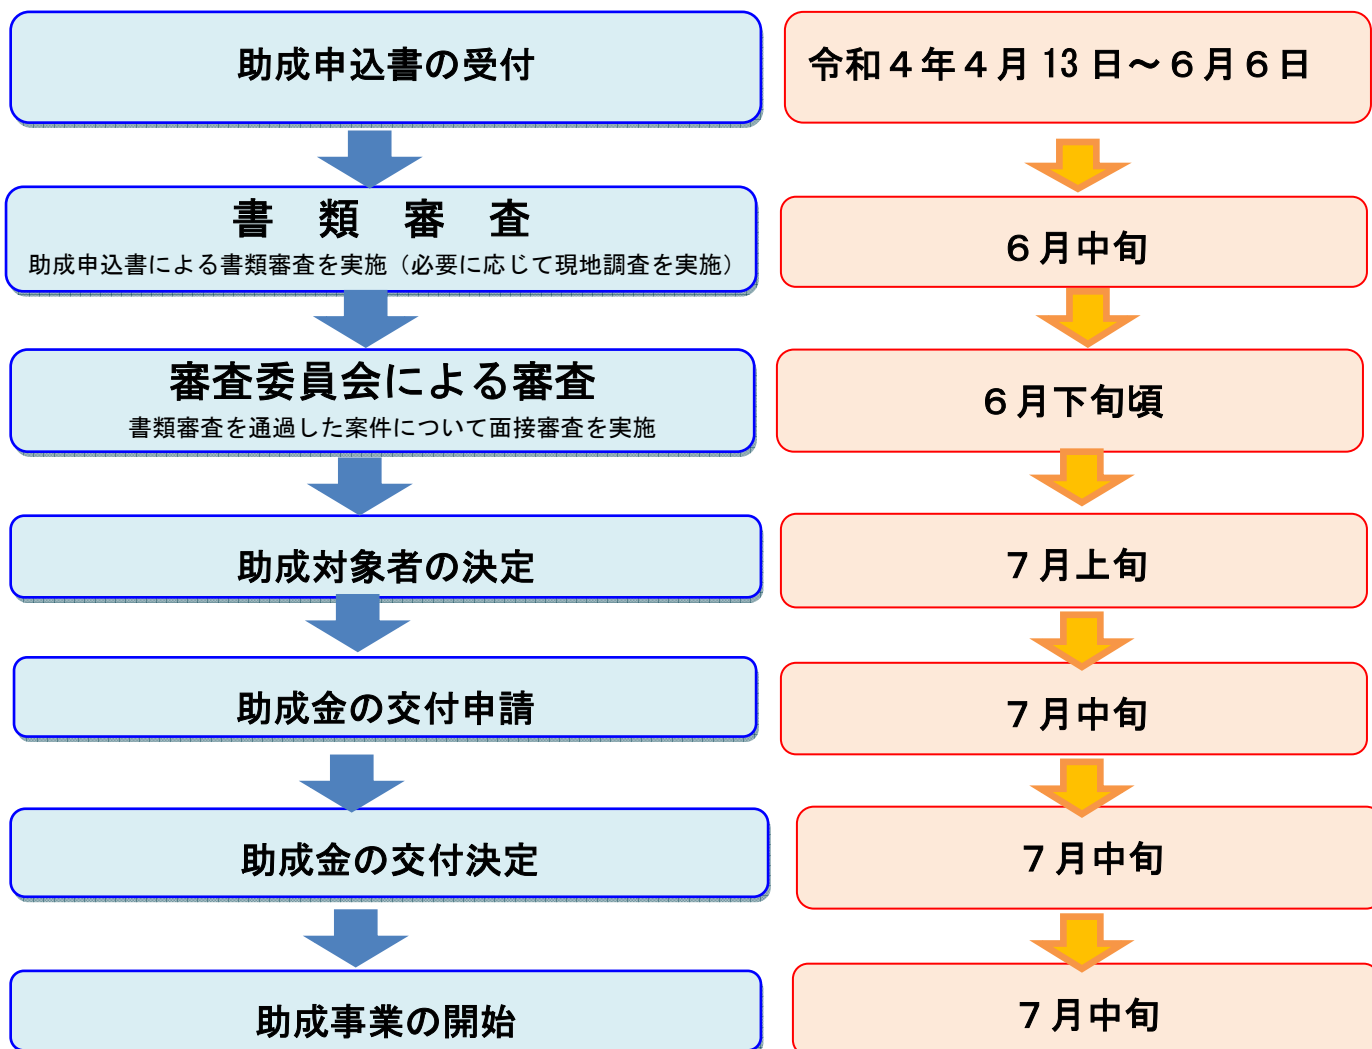 助成申込書の受付
令和４年４月 13 日～６月６日
書　類　審　査
助成申込書による書類審査を実施（必要に応じて現地調査を実施）
６月中旬
審査委員会による審査
書類審査を通過した案件について面接審査を実施
６月下旬頃
助成対象者の決定
７月上旬
助成金の交付申請
７月中旬
助成金の交付決定
７月中旬
助成事業の開始
７月中旬